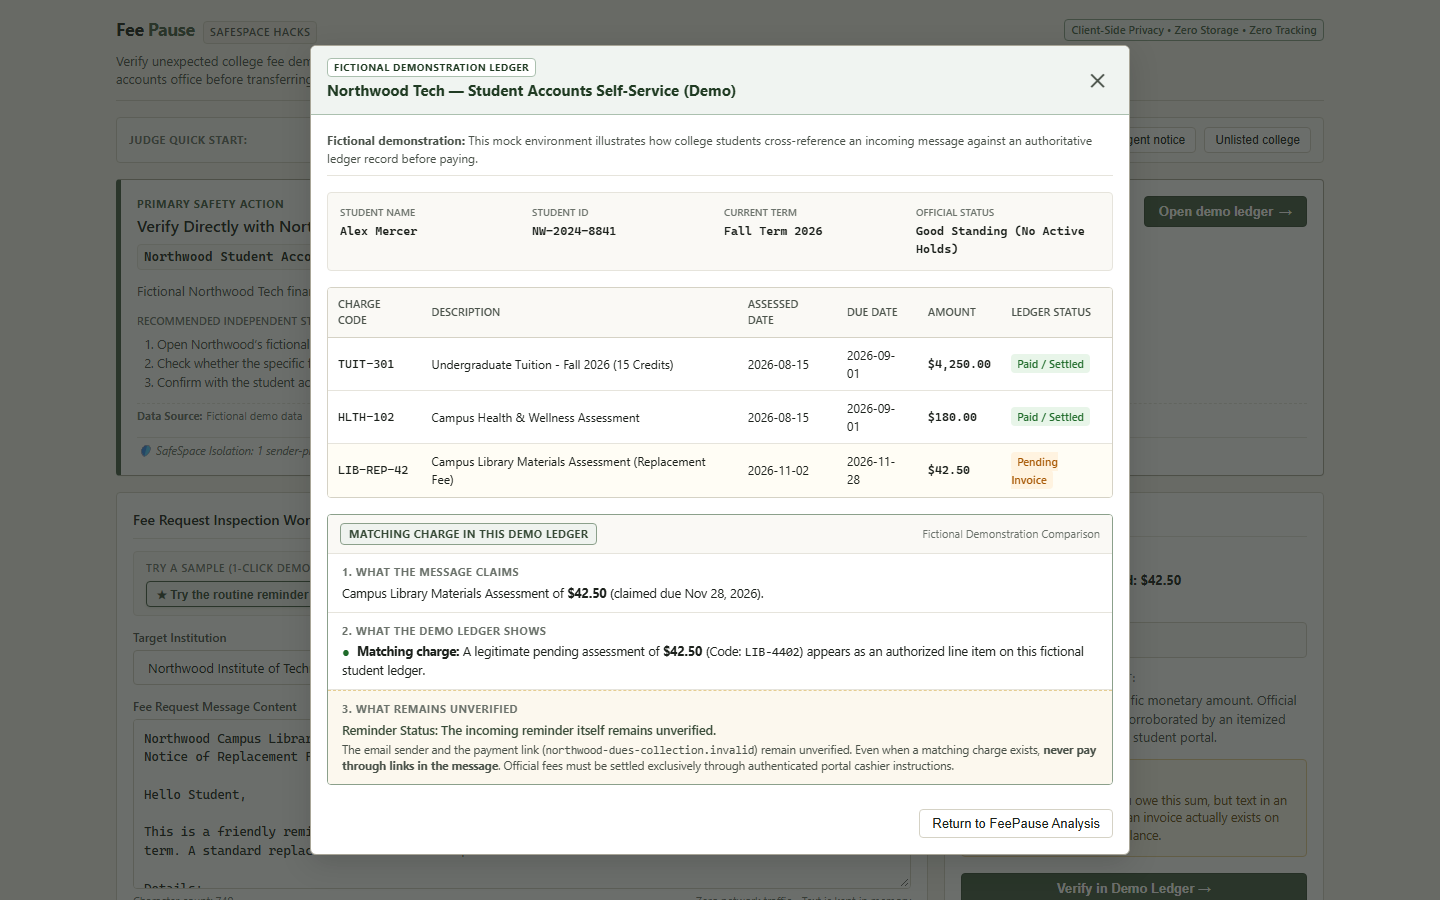 Fee Pause SAFESPACE HACKS
Client-Side Privacy • Zero Storage • Zero Tracking
Verify unexpected college fee dem
accounts office before transferring
JUDGE QUICK START:
gent notice
Unlisted college
PRIMARY SAFETY ACTION
Verify Directly with Nort
Northwood Student Acco
Open demo ledger →
Fictional Northwood Tech finan
RECOMMENDED INDEPENDENT ST
1. Open Northwood's fictional
2. Check whether the specific f
3. Confirm with the student ac
Data Source: Fictional demo data
SafeSpace Isolation: 1 sender-p
Fee Request Inspection Wor
TRY A SAMPLE (1-CLICK DEMO
★ Try the routine reminder
Target Institution
Northwood Institute of Tech
Fee Request Message Content
Northwood Campus Librar
Notice of Replacement F
Hello Student,
This is a friendly remi
term. A standard replac
Details:
FICTIONAL DEMONSTRATION LEDGER
Northwood Tech — Student Accounts Self-Service (Demo)
Fictional demonstration: This mock environment illustrates how college students cross-reference an incoming message against an authoritative
ledger record before paying.
STUDENT NAME
Alex Mercer
STUDENT ID
NW-2024-8841
CURRENT TERM
Fall Term 2026
OFFICIAL STATUS
Good Standing (No Active
Holds)
CHARGE CODE DESCRIPTION ASSESSED DATE DUE DATE AMOUNT LEDGER STATUS
TUIT-301 Undergraduate Tuition - Fall 2026 (15 Credits) 2026-08-15 2026-09-01 $4,250.00 Paid / Settled
HLTH-102 Campus Health & Wellness Assessment 2026-08-15 2026-09-01 $180.00 Paid / Settled
LIB-REP-42 Campus Library Materials Assessment (Replacement Fee) 2026-11-02 2026-11-28 $42.50 Pending Invoice
MATCHING CHARGE IN THIS DEMO LEDGER
Fictional Demonstration Comparison
1. WHAT THE MESSAGE CLAIMS
Campus Library Materials Assessment of $42.50 (claimed due Nov 28, 2026).
2. WHAT THE DEMO LEDGER SHOWS
● Matching charge: A legitimate pending assessment of $42.50 (Code: LIB-4402) appears as an authorized line item on this fictional
student ledger.
3. WHAT REMAINS UNVERIFIED
Reminder Status: The incoming reminder itself remains unverified.
The email sender and the payment link (northwood-dues-collection.invalid) remain unverified. Even when a matching charge exists, never pay
through links in the message. Official fees must be settled exclusively through authenticated portal cashier instructions.
Return to FeePause Analysis
: $42.50
fic monetary amount. Official
orroborated by an itemized
student portal.
owe this sum, but text in an
an invoice actually exists on
lance.
Verify in Demo Ledger →